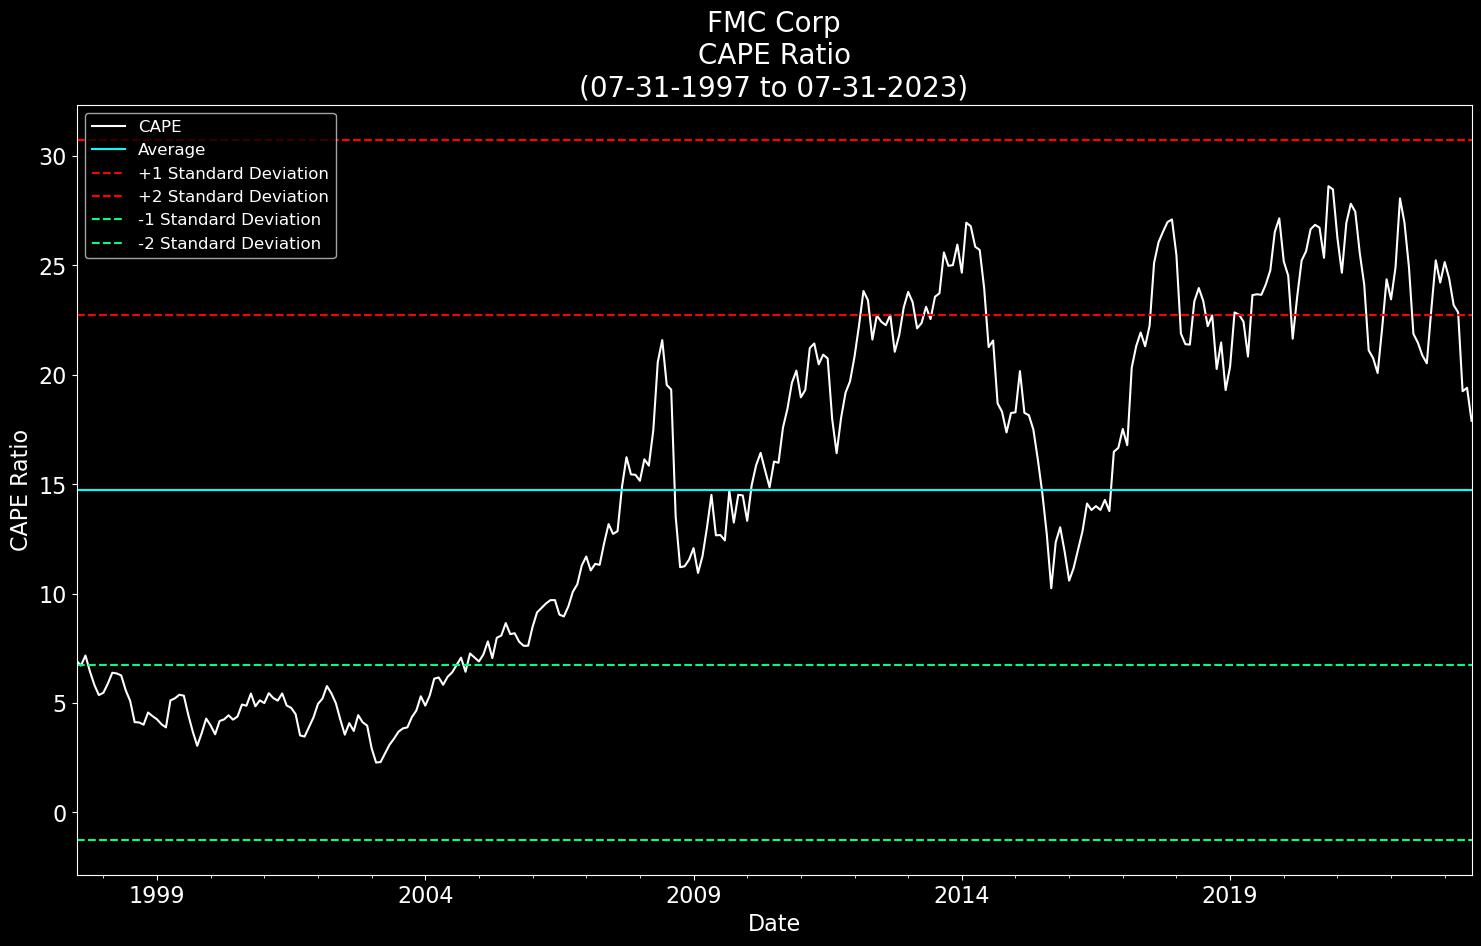 FMC Corp
CAPE Ratio
(07-31-1997 to 07-31-2023)
CAPE
Average
+1 Standard Deviation
+2 Standard Deviation
-1 Standard Deviation
-2 Standard Deviation
CAPE Ratio
30
25
20
15
10
5
0
1999 2004 2009 2014 2019
Date